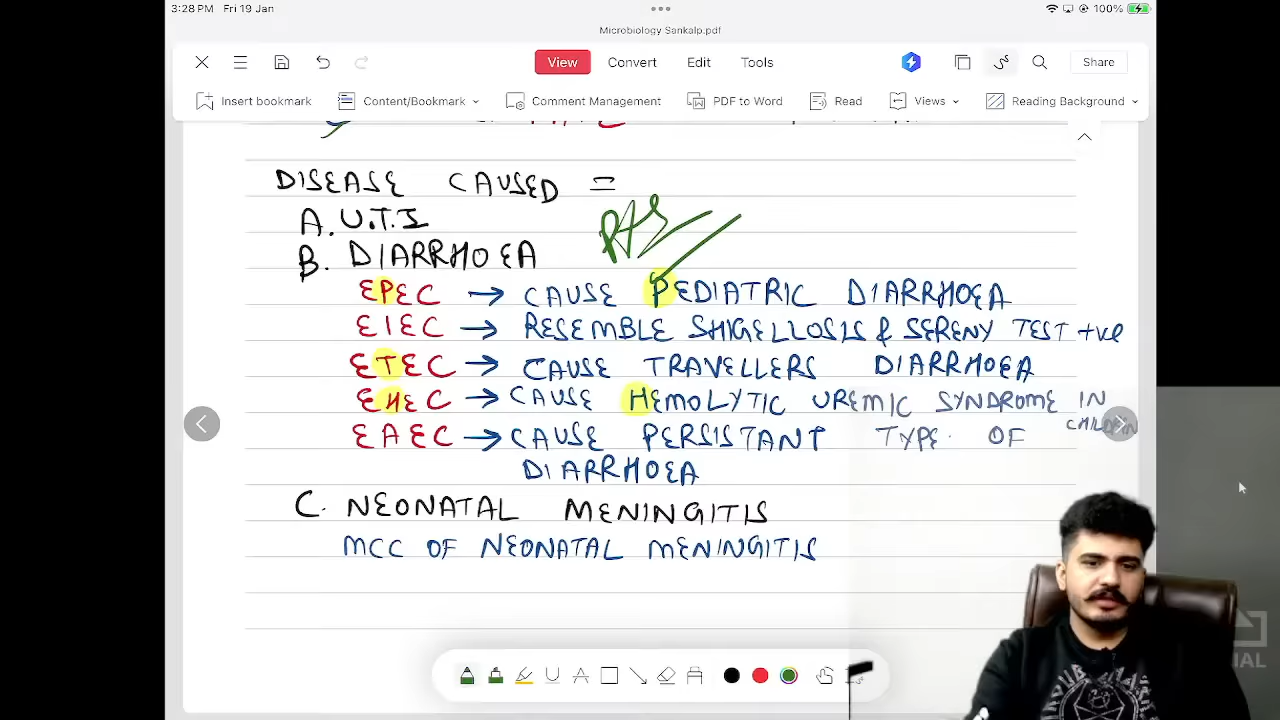 3:28 PM Fri 19 Jan
100%
Microbiology Sankalp.pdf
View Convert Edit Tools Share
Insert bookmark Content/Bookmark Comment Management PDF to Word Read Views Reading Background
DISEASE CAUSED =
A. U.T.I
B. DIARRHOEA
EPEC → CAUSE PEDIATRIC DIARRHOEA
EIEC → RESEMBLE SHIGELLOSIS & SERENY TEST +ve
ETEC → CAUSE TRAVELLERS DIARRHOEA
EHEC → CAUSE HEMOLYTIC UREMIC SYNDROME IN
EAEC → CAUSE PERSISTANT TYPE OF
DIARRHOEA
C. NEONATAL MENINGITIS
MCC OF NEONATAL MENINGITIS